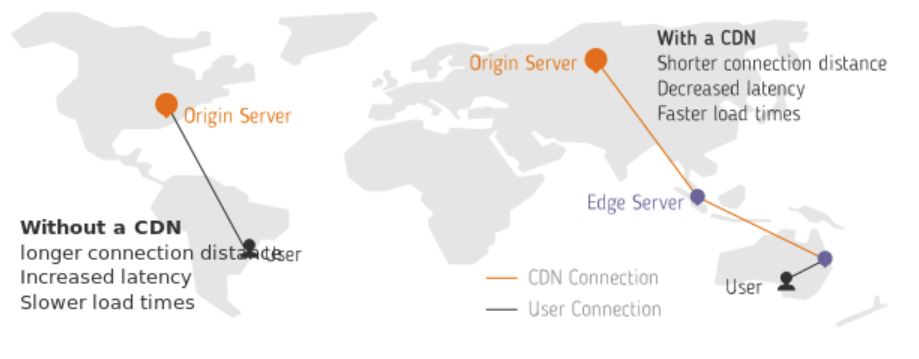 Origin Server
Without a CDN
longer connection distance
User
Increased latency
Slower load times
With a CDN
Origin Server
Shorter connection distance
Decreased latency
Faster load times
Edge Server
User
CDN Connection
User Connection